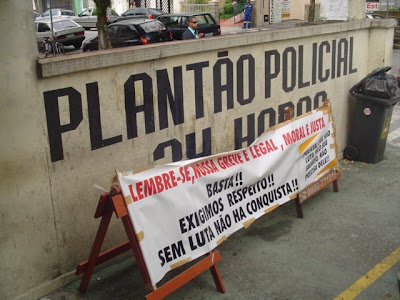 PLANTÃO POLICIAL
24 HORAS
LEMBRE-SE, NOSSA GREVE É LEGAL, MORAL E JUSTA.
BASTA!!
EXIGIMOS RESPEITO!!
SEM LUTA NÃO HÁ CONQUISTA!!